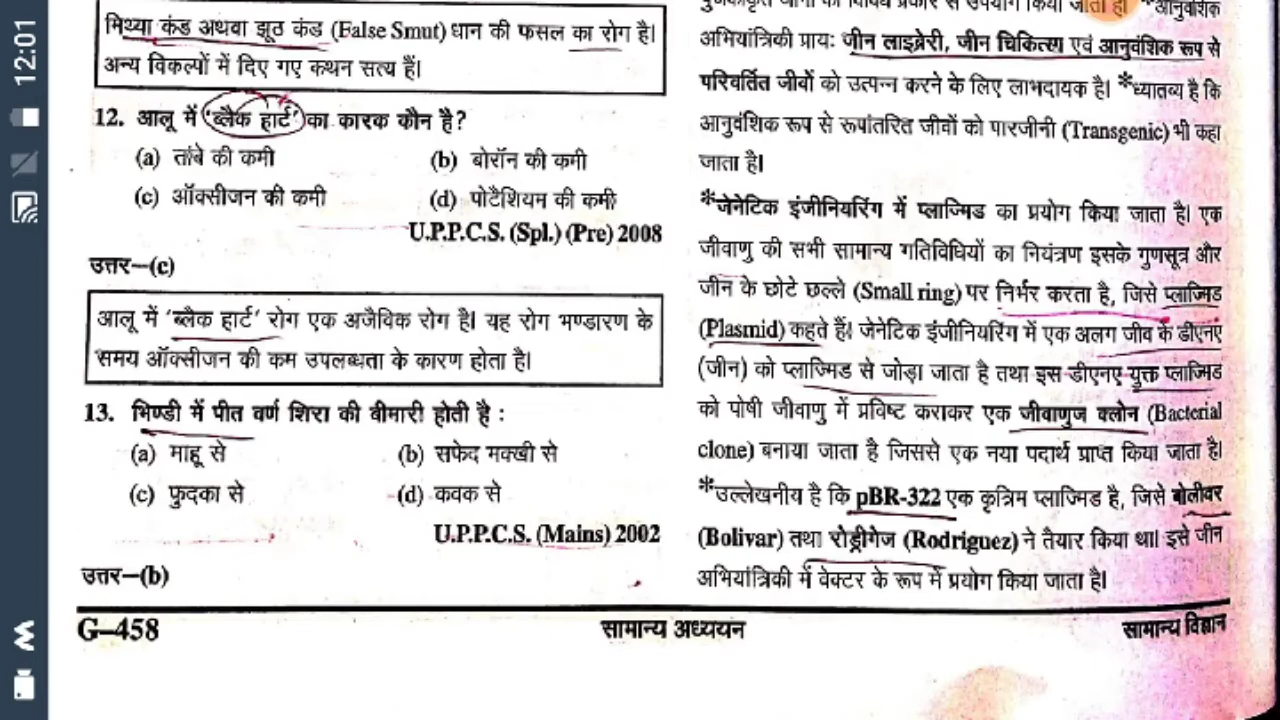 12:01
मिथ्या कंड अथवा झूठ कंड (False Smut) धान की फसल का रोग है।
अन्य विकल्पों में दिए गए कथन सत्य हैं।
12. आलू में 'ब्लैक हार्ट' का कारक कौन है?
(a) तांबे की कमी (b) बोरॉन की कमी
(c) ऑक्सीजन की कमी (d) पोटैशियम की कमी
U.P.P.C.S. (Spl.) (Pre) 2008
उत्तर—(c)
आलू में 'ब्लैक हार्ट' रोग एक अजैविक रोग है। यह रोग भण्डारण के
समय ऑक्सीजन की कम उपलब्धता के कारण होता है।
13. भिण्डी में पीत वर्ण शिरा की बीमारी होती है :
(a) माहू से (b) सफेद मक्खी से
(c) फुदका से (d) कवक से
U.P.P.C.S. (Mains) 2002
उत्तर—(b)
प्रकार से उपयोग किया जाता है। *आनुवंशिक
अभियांत्रिकी प्रायः जीन लाइब्रेरी, जीन चिकित्सा एवं आनुवंशिक रूप से
परिवर्तित जीवों को उत्पन्न करने के लिए लाभदायक है। *ध्यातव्य है कि
आनुवंशिक रूप से रूपांतरित जीवों को पारजीनी (Transgenic) भी कहा
जाता है।
*जेनेटिक इंजीनियरिंग में प्लाज्मिड का प्रयोग किया जाता है। एक
जीवाणु की सभी सामान्य गतिविधियों का नियंत्रण इसके गुणसूत्र और
जीन के छोटे छल्ले (Small ring) पर निर्भर करता है, जिसे प्लाज्मिड
(Plasmid) कहते हैं। जेनेटिक इंजीनियरिंग में एक अलग जीव के डीएनए
(जीन) को प्लाज्मिड से जोड़ा जाता है तथा इस डीएनए युक्त प्लाज्मिड
को पोषी जीवाणु में प्रविष्ट कराकर एक जीवाणुज क्लोन (Bacterial
clone) बनाया जाता है जिससे एक नया पदार्थ प्राप्त किया जाता है।
*उल्लेखनीय है कि pBR-322 एक कृत्रिम प्लाज्मिड है, जिसे बोलीवर
(Bolivar) तथा रोड्रीगेज (Rodriguez) ने तैयार किया था। इसे जीन
अभियांत्रिकी में वेक्टर के रूप में प्रयोग किया जाता है।
G–458 सामान्य अध्ययन सामान्य विज्ञान